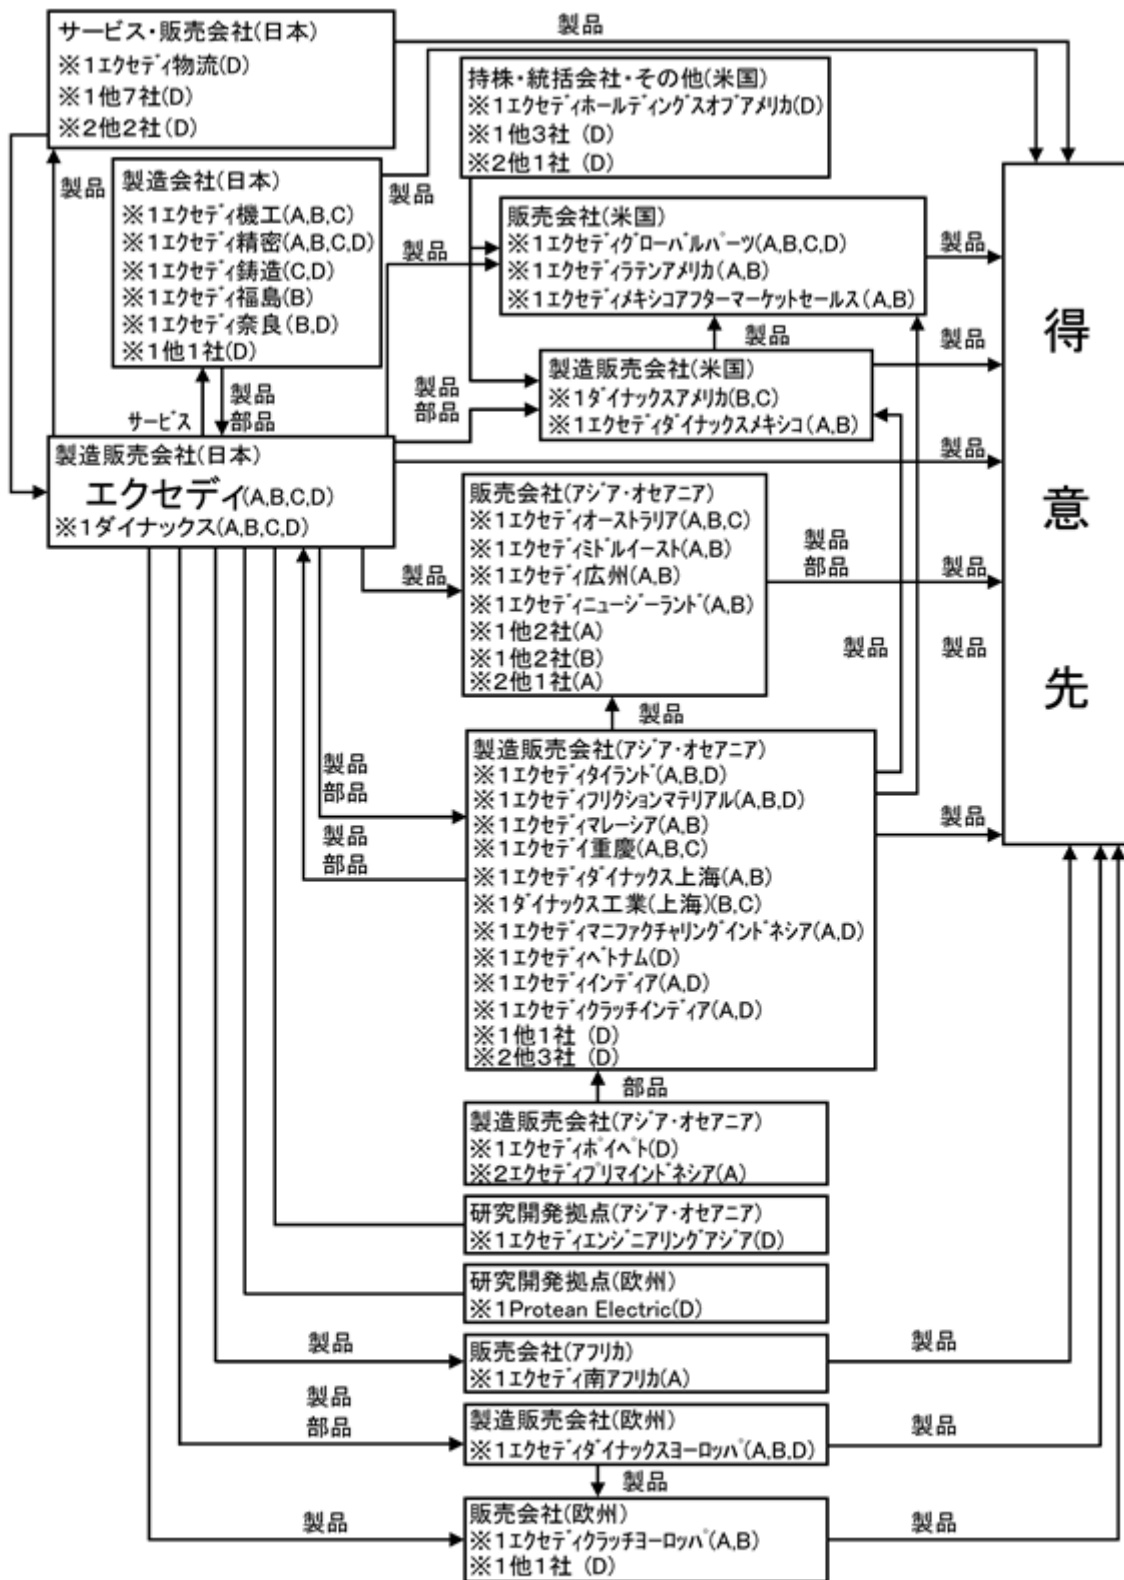 サービス・販売会社(日本)
※1エクセディ物流(D)
※1他7社(D)
※2他2社(D)
製品
持株・統括会社・その他(米国)
※1エクセディホールディングスオブアメリカ(D)
※1他3社 (D)
※2他1社 (D)
製品
製造会社(日本)
※1エクセディ機工(A,B,C)
※1エクセディ精密(A,B,C,D)
※1エクセディ鋳造(C,D)
※1エクセディ福島(B)
※1エクセディ奈良(B,D)
※1他1社(D)
製品
製品
販売会社(米国)
※1エクセディグローバルパーツ(A,B,C,D)
※1エクセディラテンアメリカ(A,B)
※1エクセディメキシコアフターマーケットセールス(A,B)
製品
得意先
製品
製造販売会社(米国)
※1ダイナックスアメリカ(B,C)
※1エクセディダイナックスメキシコ(A,B)
製品
製品
部品
サービス
製品
部品
製造販売会社(日本)
エクセディ(A,B,C,D)
※1ダイナックス(A,B,C,D)
製品
販売会社(アジア・オセアニア)
※1エクセディオーストラリア(A,B,C)
※1エクセディミドルイースト(A,B)
※1エクセディ広州(A,B)
※1エクセディニュージーランド(A,B)
※1他2社(A)
※1他2社(B)
※2他1社(A)
製品
製品
部品
製品
製品
製品
製品
製造販売会社(アジア・オセアニア)
※1エクセディタイランド(A,B,D)
※1エクセディフリクションマテリアル(A,B,D)
※1エクセディマレーシア(A,B)
※1エクセデイ重慶(A,B,C)
※1エクセディダイナックス上海(A,B)
※1ダイナックス工業(上海)(B,C)
※1エクセディマニファクチャリングインドネシア(A,D)
※1エクセディベトナム(D)
※1エクセディインディア(A,D)
※1エクセディクラッチインディア(A,D)
※1他1社 (D)
※2他3社 (D)
製品
部品
製品
部品
製品
部品
製造販売会社(アジア・オセアニア)
※1エクセディポイペト(D)
※2エクセディプリマインドネシア(A)
研究開発拠点(アジア・オセアニア)
※1エクセディエンジニアリングアジア(D)
研究開発拠点(欧州)
※1Protean Electric(D)
製品
販売会社(アフリカ)
※1エクセディ南アフリカ(A)
製品
製品
部品
製造販売会社(欧州)
※1エクセディダイナックスヨーロッパ(A,B,D)
製品
製品
製品
販売会社(欧州)
※1エクセディクラッチヨーロッパ(A,B)
※1他1社 (D)
製品